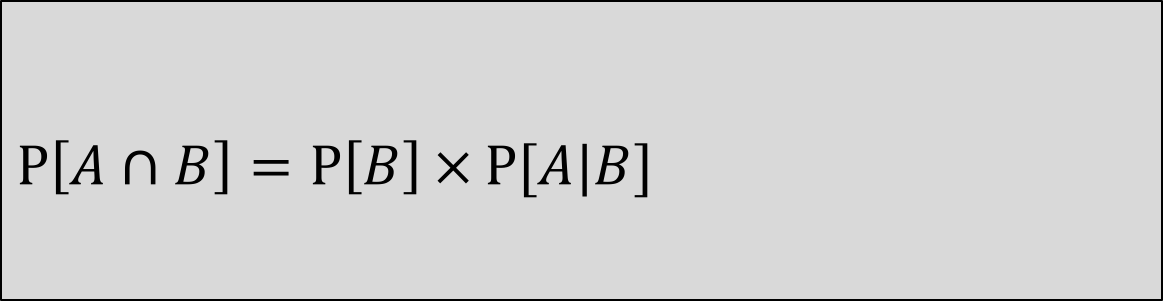 P[A ∩ B] = P[B] × P[A|B]